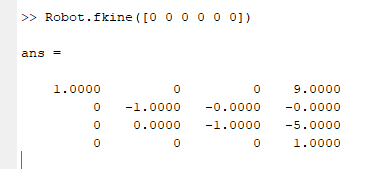 >> Robot.fkine([0 0 0 0 0 0])
ans =
1.0000 0 0 9.0000
0 -1.0000 -0.0000 -0.0000
0 0.0000 -1.0000 -5.0000
0 0 0 1.0000